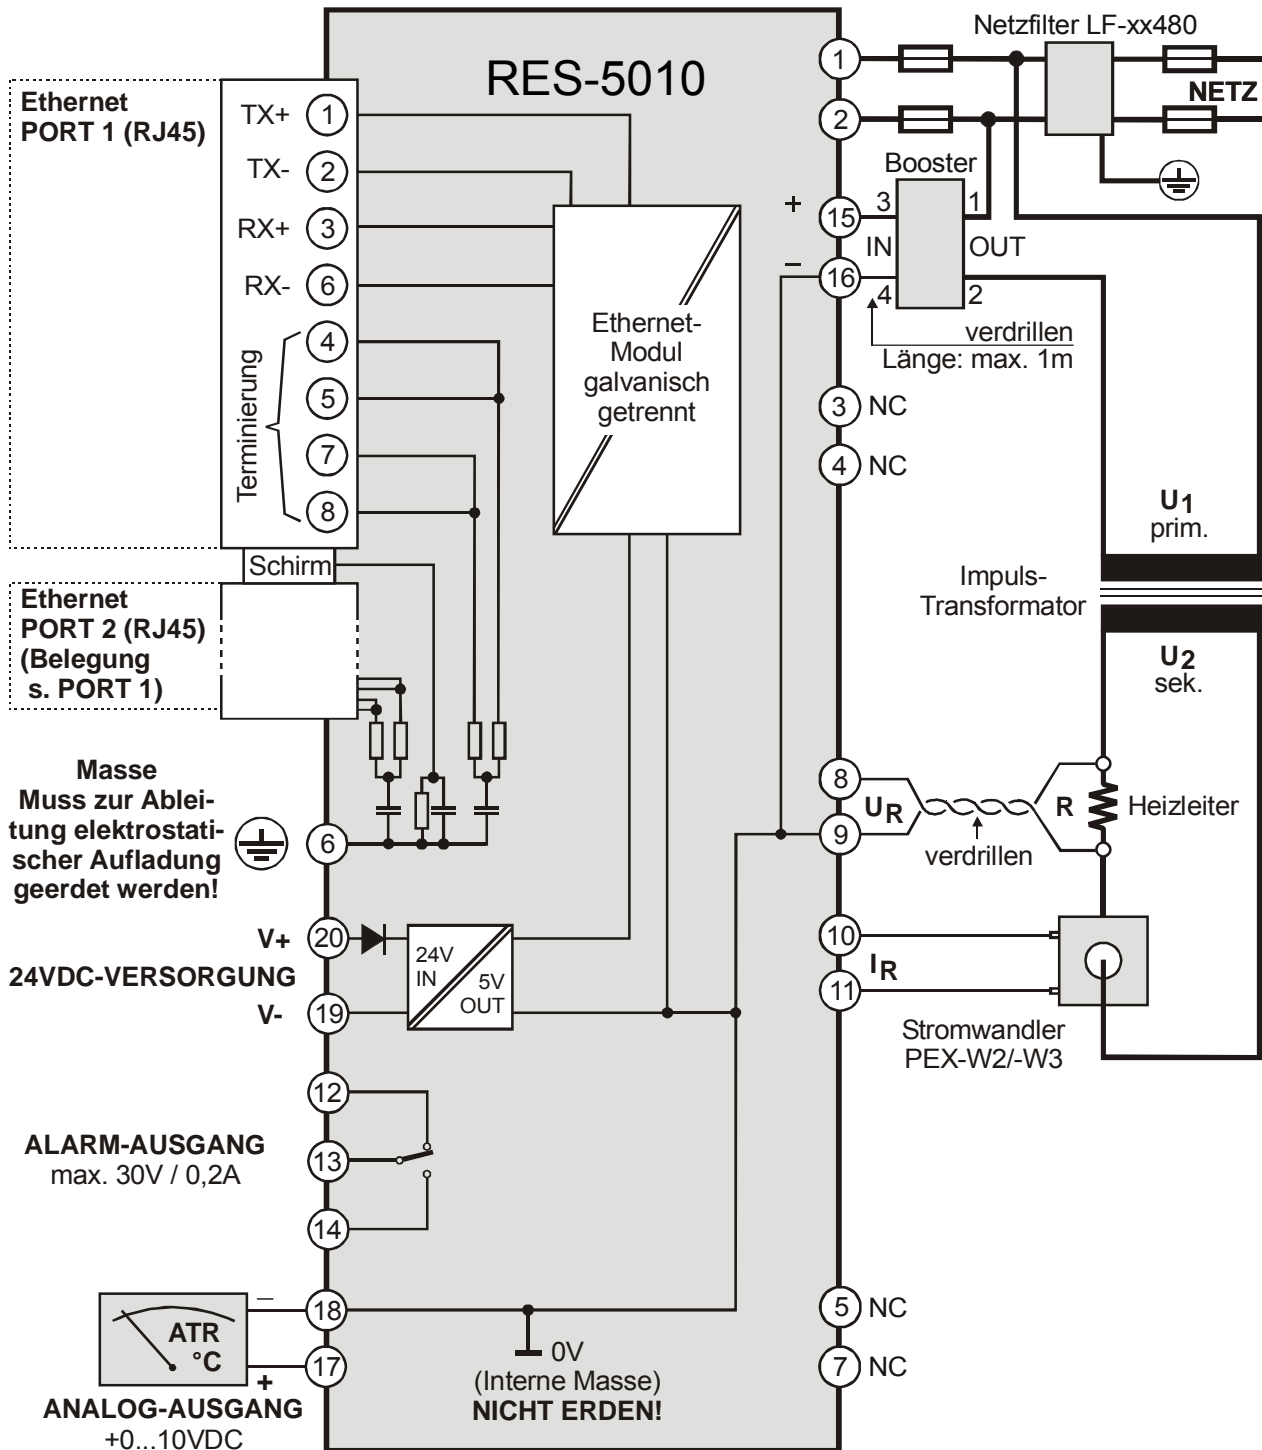 Netzfilter LF-xx480
RES-5010
1
2
NETZ
Ethernet
PORT 1 (RJ45)
TX+ 1
TX- 2
RX+ 3
RX- 6
4
5
7
8
Terminierung
Schirm
Ethernet-
Modul
galvanisch
getrennt
Booster
+
15
3
1
IN
OUT
–
16
4
2
verdrillen
Länge: max. 1m
3 NC
4 NC
U1
prim.
Impuls-
Transformator
U2
sek.
Ethernet
PORT 2 (RJ45)
(Belegung
s. PORT 1)
Masse
Muss zur Ablei-
tung elektrostati-
scher Aufladung
geerdet werden!
6
8
UR
9
verdrillen
R
Heizleiter
V+ 20
24VDC-VERSORGUNG
V- 19
24V
IN
5V
OUT
10
IR
11
Stromwandler
PEX-W2/-W3
12
ALARM-AUSGANG
max. 30V / 0,2A
13
14
ATR
°C
–
18
+
17
ANALOG-AUSGANG
+0...10VDC
0V
(Interne Masse)
NICHT ERDEN!
5 NC
7 NC